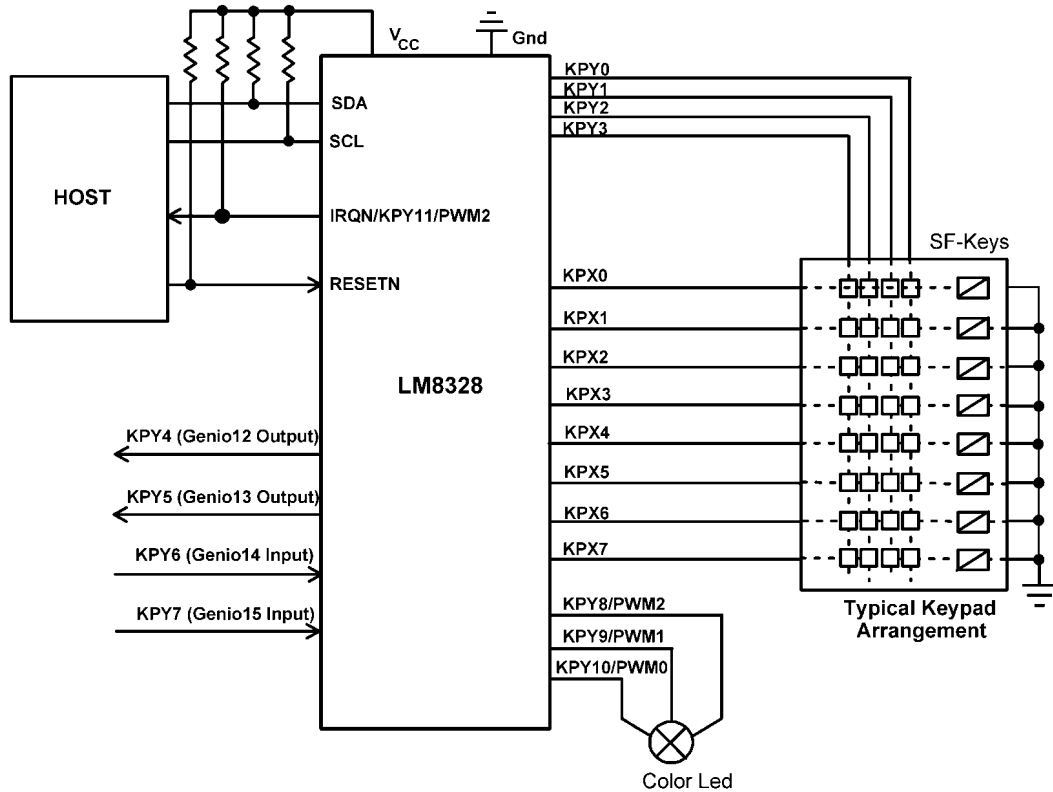 V_CC
Gnd
HOST
SDA
SCL
IRQN/KPY11/PWM2
RESETN
LM8328
KPY4 (Genio12 Output)
KPY5 (Genio13 Output)
KPY6 (Genio14 Input)
KPY7 (Genio15 Input)
KPY0
KPY1
KPY2
KPY3
SF-Keys
KPX0
KPX1
KPX2
KPX3
KPX4
KPX5
KPX6
KPX7
Typical Keypad
Arrangement
KPY8/PWM2
KPY9/PWM1
KPY10/PWM0
Color Led